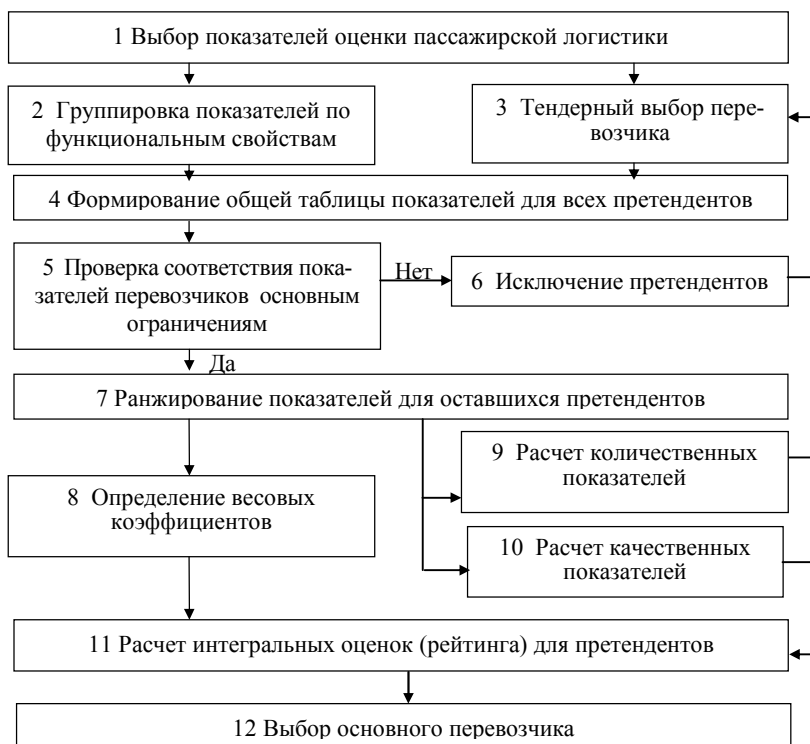 1 Выбор показателей оценки пассажирской логистики
2 Группировка показателей по
функциональным свойствам
3 Тендерный выбор пере-
возчика
4 Формирование общей таблицы показателей для всех претендентов
5 Проверка соответствия пока-
зателей перевозчиков основным
ограничениям
Нет
6 Исключение претендентов
Да
7 Ранжирование показателей для оставшихся претендентов
9 Расчет количественных
показателей
8 Определение весовых
коэффициентов
10 Расчет качественных
показателей
11 Расчет интегральных оценок (рейтинга) для претендентов
12 Выбор основного перевозчика